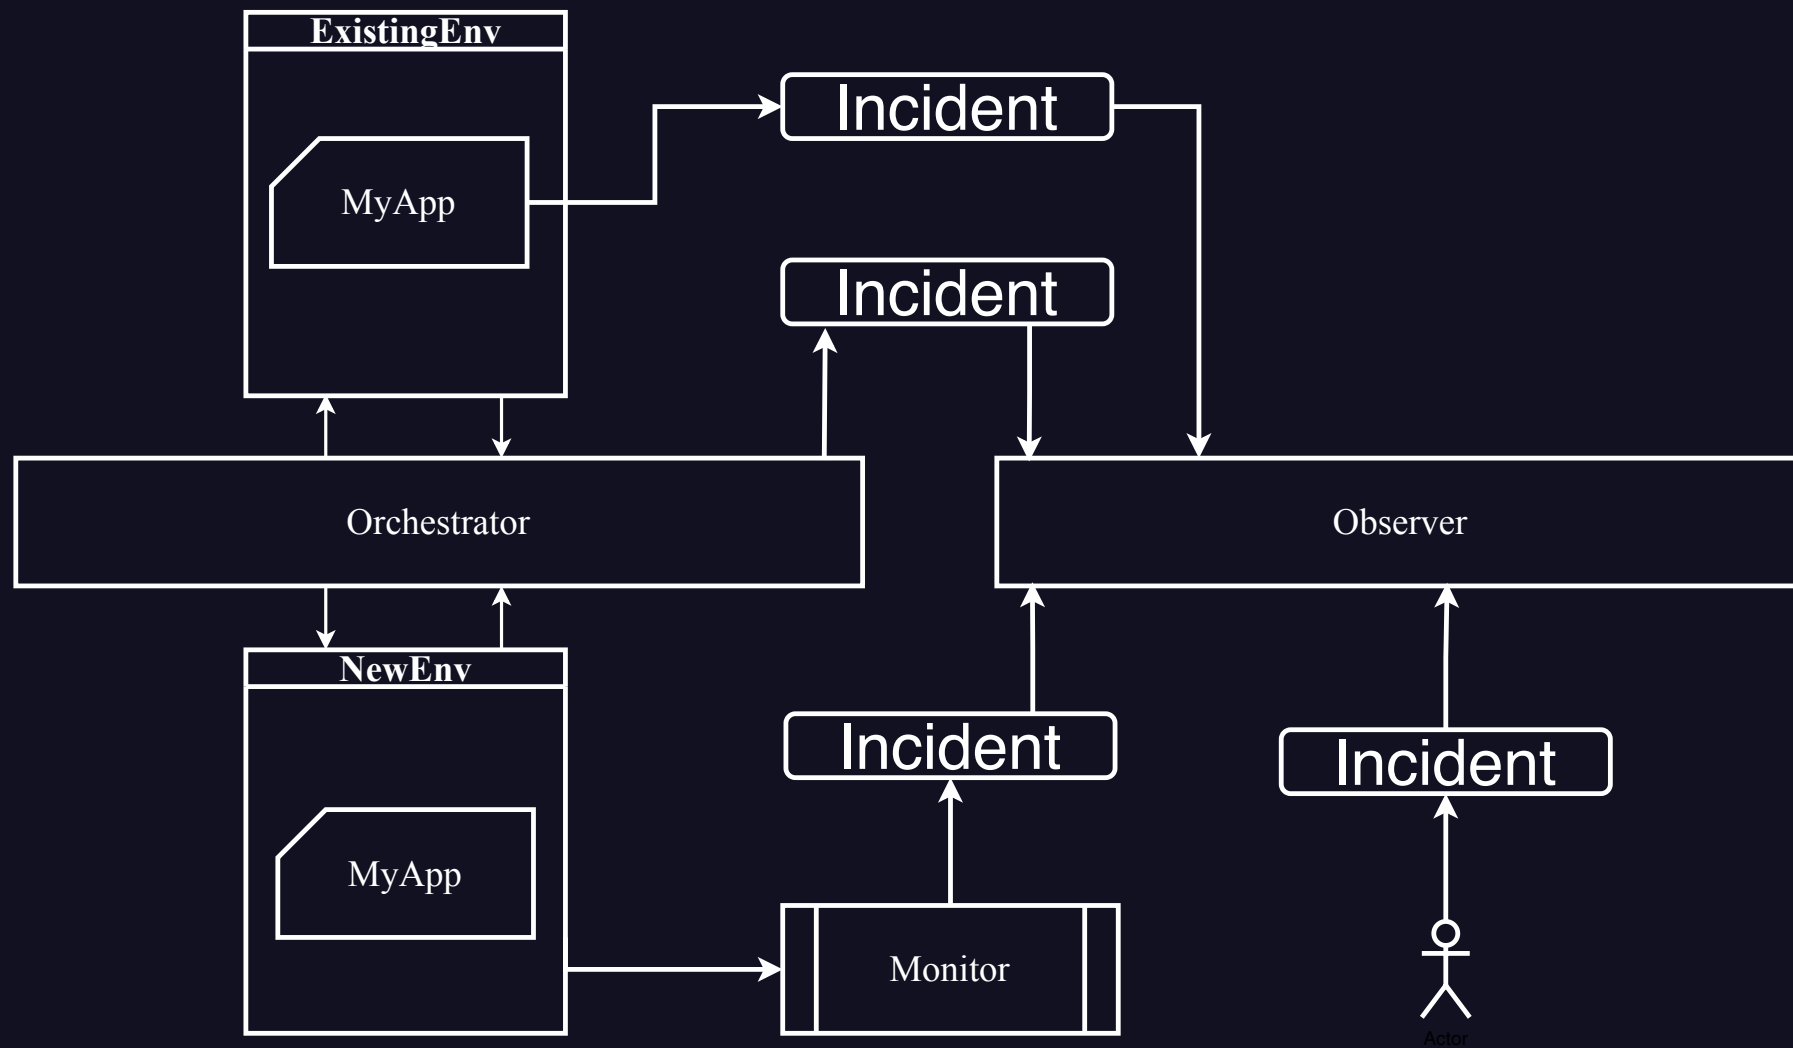 ExistingEnv
Incident
MyApp
Incident
Orchestrator
Observer
NewEnv
Incident
Incident
MyApp
Monitor
Actor